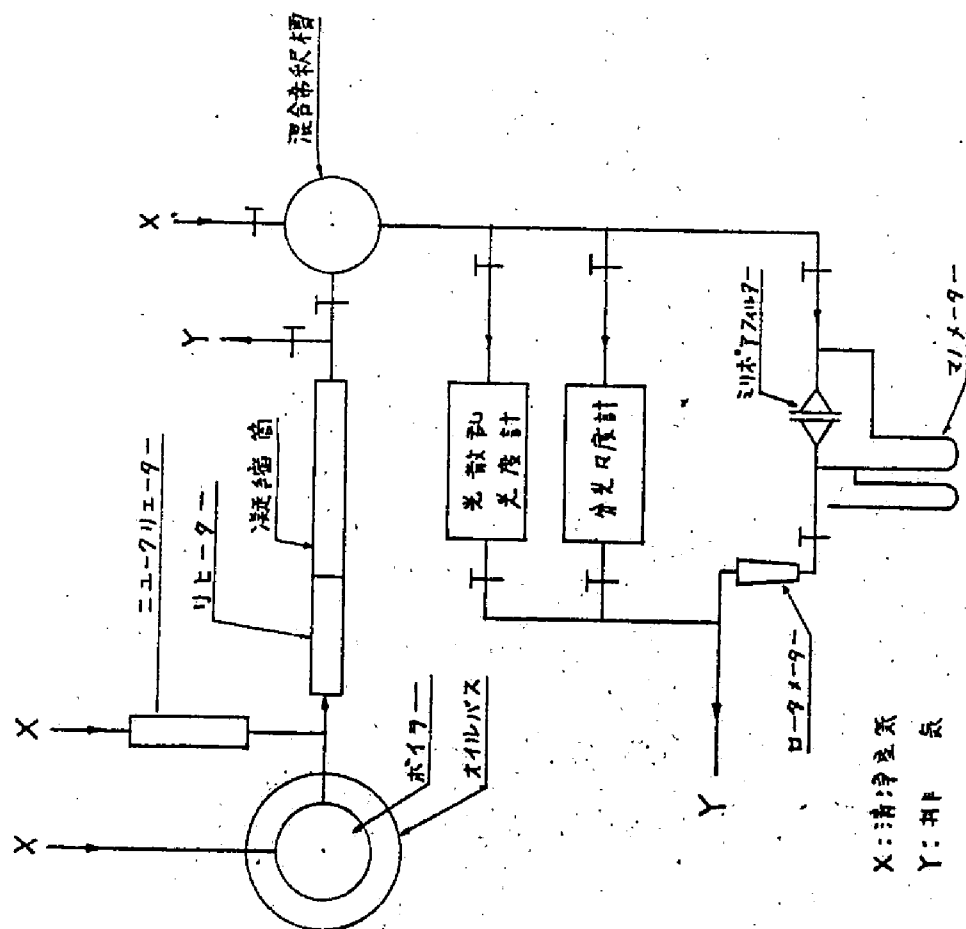 X
X
ニュークリエーター
リヒーター
凝縮筒
ボイラー
オイルバス
Y
X
混合希釈槽
光散乱
光度計
分光光度計
ミリポアフィルター
マノメーター
ロータメーター
Y
X:清浄空気
Y:排 気